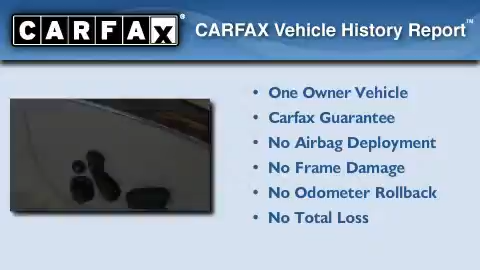 CARFAX® CARFAX Vehicle History Report™
• One Owner Vehicle
• Carfax Guarantee
• No Airbag Deployment
• No Frame Damage
• No Odometer Rollback
• No Total Loss